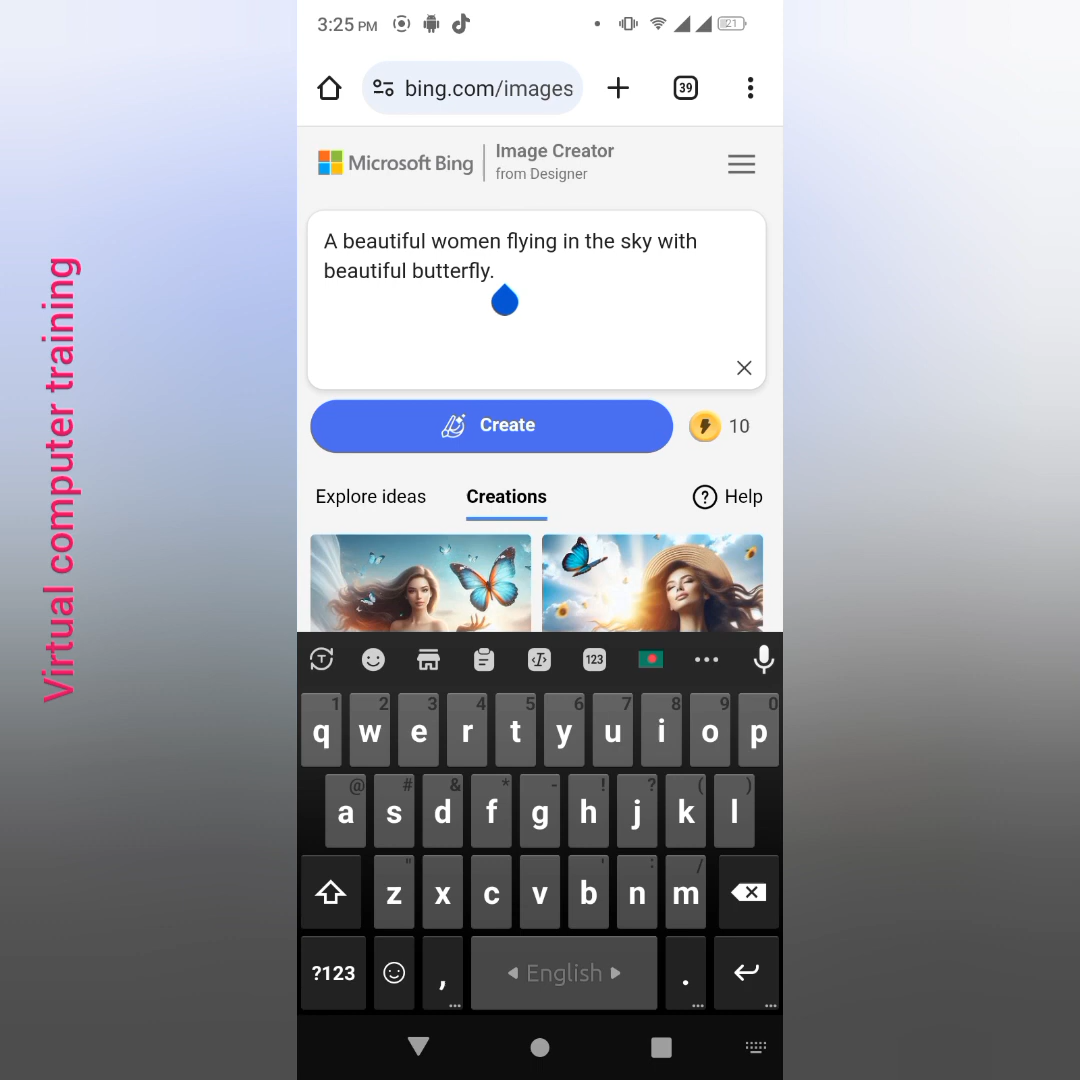 3:25 PM
21
bing.com/images
39
Microsoft Bing
Image Creator
from Designer
A beautiful women flying in the sky with
beautiful butterfly.
Create
10
Explore ideas
Creations
Help
Virtual computer training
123
1 2 3 4 5 6 7 8 9 0
q w e r t y u i o p
@ # & * - ! ? ( )
a s d f g h j k l
" ' : /
z x c v b n m
?123 , English .